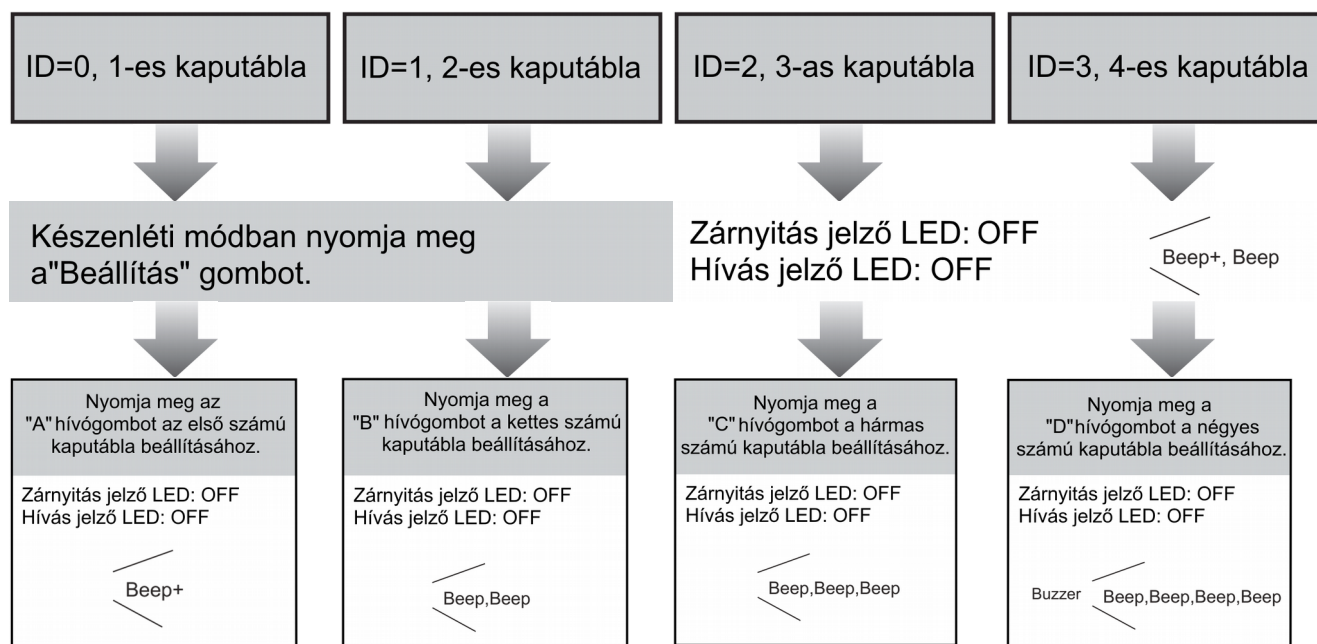 ID=0, 1-es kaputábla
ID=1, 2-es kaputábla
ID=2, 3-as kaputábla
ID=3, 4-es kaputábla
Készenléti módban nyomja meg
a"Beállítás" gombot.
Zárnyitás jelző LED: OFF
Hívás jelző LED: OFF
Beep+, Beep
Nyomja meg az
"A" hívógombot az első számú
kaputábla beállításához.
Zárnyitás jelző LED: OFF
Hívás jelző LED: OFF
Beep+
Nyomja meg a
"B" hívógombot a kettes számú
kaputábla beállításához.
Zárnyitás jelző LED: OFF
Hívás jelző LED: OFF
Beep,Beep
Nyomja meg a
"C" hívógombot a hármas
számú kaputábla beállításához.
Zárnyitás jelző LED: OFF
Hívás jelző LED: OFF
Beep,Beep,Beep
Nyomja meg a
"D"hívógombot a négyes
számú kaputábla beállításához.
Zárnyitás jelző LED: OFF
Hívás jelző LED: OFF
Buzzer Beep,Beep,Beep,Beep